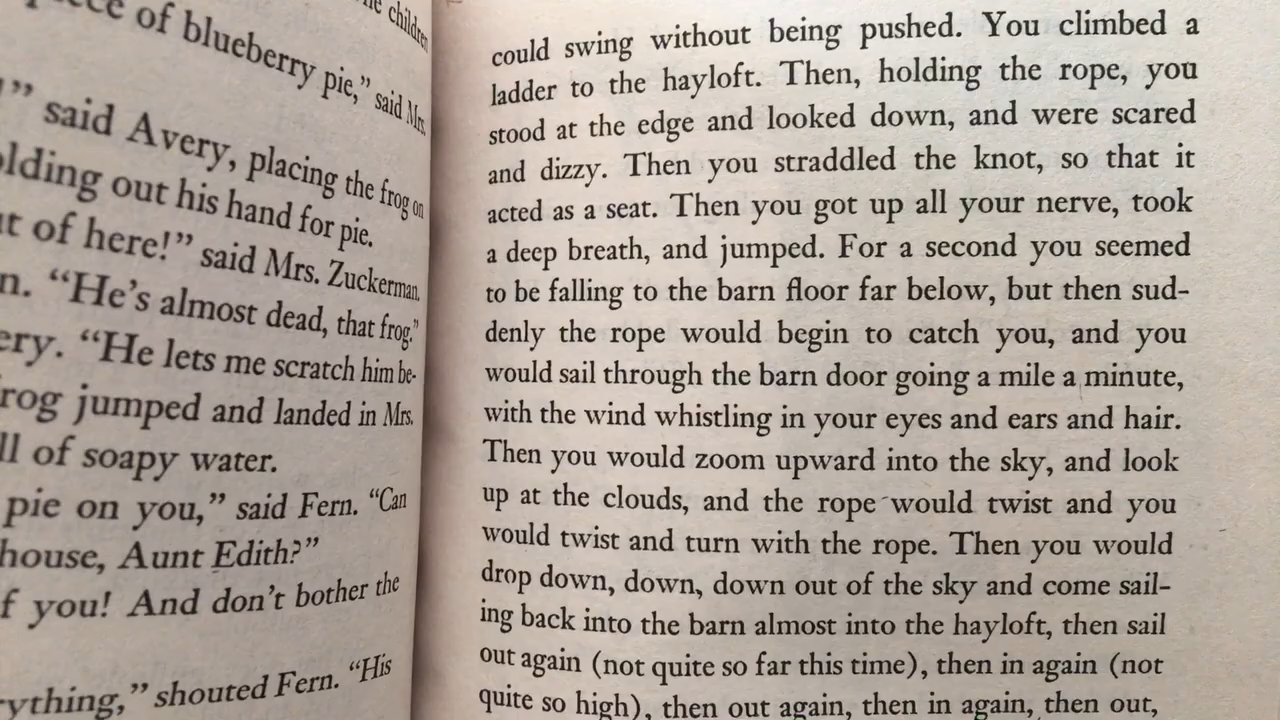 he children
of blueberry pie,” said Mrs.
” said Avery, placing the frog on
lding out his hand for pie.
t of here!” said Mrs. Zuckerman.
n. “He’s almost dead, that frog.”
ery. “He lets me scratch him be-
rog jumped and landed in Mrs.
ll of soapy water.
pie on you,” said Fern. “Can
house, Aunt Edith?”
f you! And don’t bother the
rything,” shouted Fern. “His
could swing without being pushed. You climbed a
ladder to the hayloft. Then, holding the rope, you
stood at the edge and looked down, and were scared
and dizzy. Then you straddled the knot, so that it
acted as a seat. Then you got up all your nerve, took
a deep breath, and jumped. For a second you seemed
to be falling to the barn floor far below, but then sud-
denly the rope would begin to catch you, and you
would sail through the barn door going a mile a minute,
with the wind whistling in your eyes and ears and hair.
Then you would zoom upward into the sky, and look
up at the clouds, and the rope would twist and you
would twist and turn with the rope. Then you would
drop down, down, down out of the sky and come sail-
ing back into the barn almost into the hayloft, then sail
out again (not quite so far this time), then in again (not
quite so high), then out again, then in again, then out,